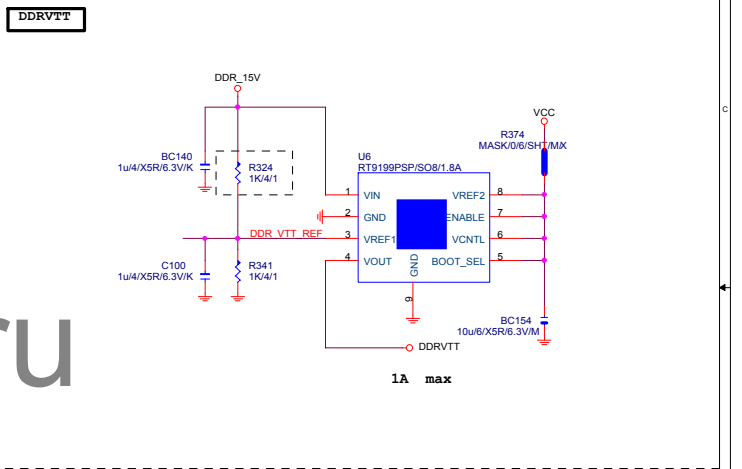 DDRVTT
DDR_15V
VCC
C
R374
MASK/0/6/SHT/M/X
BC140
1u/4/X5R/6.3V/K
R324
1K/4/1
U6
RT9199PSP/SO8/1.8A
1 VIN VREF2 8
2 GND ENABLE 7
DDR_VTT_REF 3 VREF1 VCNTL 6
4 VOUT BOOT_SEL 5
GND
9
C100
1u/4/X5R/6.3V/K
R341
1K/4/1
BC154
10u/6/X5R/6.3V/M
DDRVTT
1A max
ru